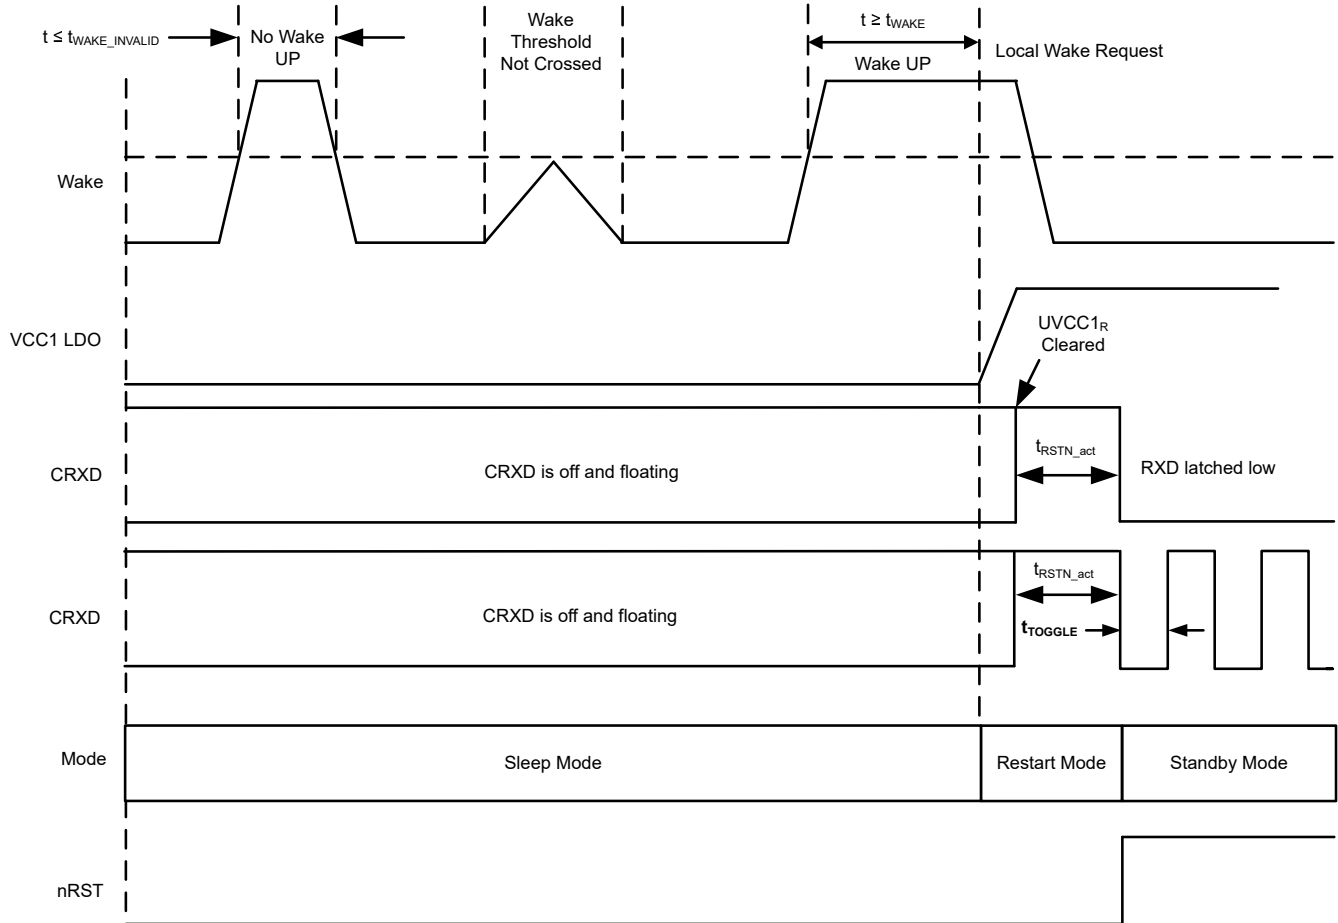 t ≤ tWAKE_INVALID
No Wake
UP
Wake
Threshold
Not Crossed
t ≥ tWAKE
Wake UP
Local Wake Request
Wake
VCC1 LDO
UVCC1R
Cleared
CRXD
CRXD is off and floating
tRSTN_act
RXD latched low
CRXD
CRXD is off and floating
tRSTN_act
tTOGGLE
Mode
Sleep Mode
Restart Mode
Standby Mode
nRST